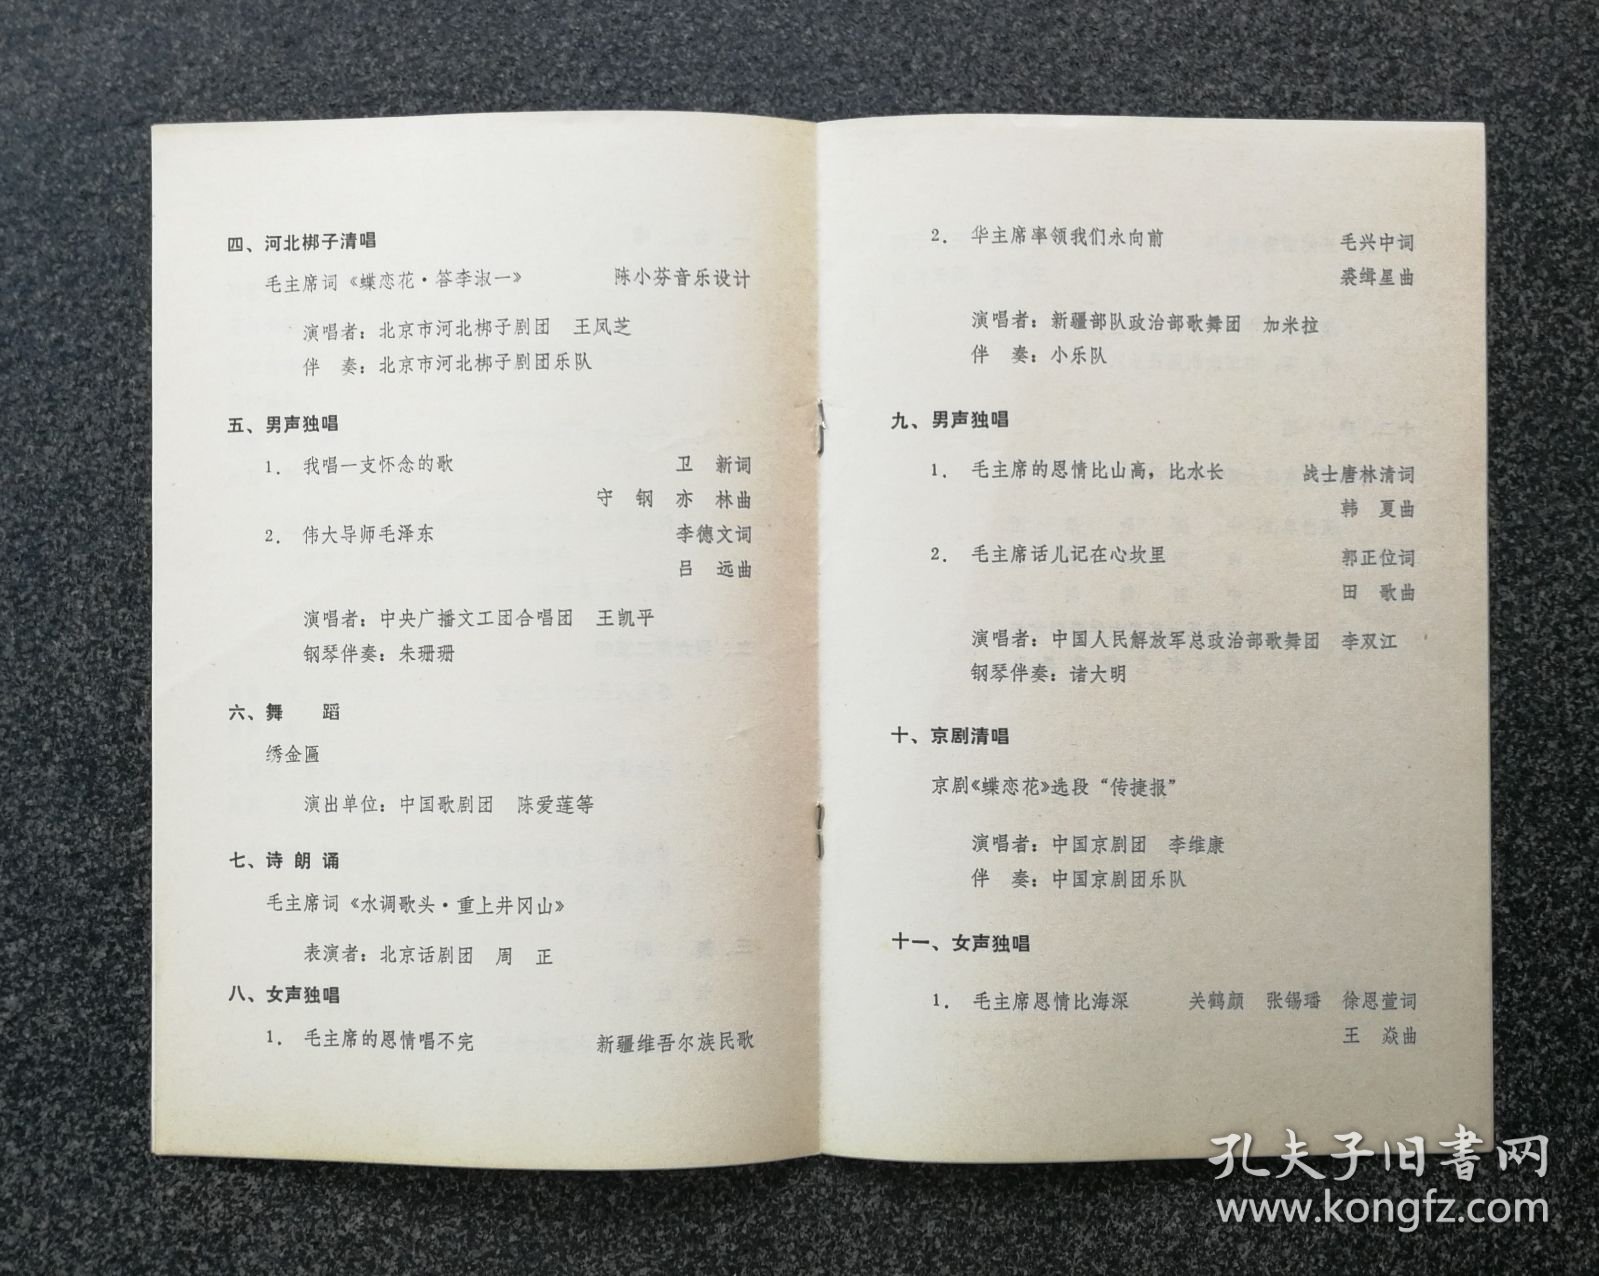 四、河北梆子清唱
毛主席词《蝶恋花·答李淑一》 陈小芬音乐设计
演唱者：北京市河北梆子剧团 王凤芝
伴 奏：北京市河北梆子剧团乐队
五、男声独唱
1． 我唱一支怀念的歌 卫 新词
守 钢 亦 林曲
2． 伟大导师毛泽东 李德文词
吕 远曲
演唱者：中央广播文工团合唱团 王凯平
钢琴伴奏：朱珊珊
六、舞 蹈
绣金匾
演出单位：中国歌剧团 陈爱莲等
七、诗 朗 诵
毛主席词《水调歌头·重上井冈山》
表演者：北京话剧团 周 正
八、女声独唱
1． 毛主席的恩情唱不完 新疆维吾尔族民歌
2． 华主席率领我们永向前 毛兴中词
裘缉星曲
演唱者：新疆部队政治部歌舞团 加米拉
伴 奏：小乐队
九、男声独唱
1． 毛主席的恩情比山高，比水长 战士唐林清词
韩 夏曲
2． 毛主席话儿记在心坎里 郭正位词
田 歌曲
演唱者：中国人民解放军总政治部歌舞团 李双江
钢琴伴奏：诸大明
十、京剧清唱
京剧《蝶恋花》选段“传捷报”
演唱者：中国京剧团 李维康
伴 奏：中国京剧团乐队
十一、女声独唱
1． 毛主席恩情比海深 关鹤颜 张锡璠 徐恩萱词
王 焱曲
孔夫子旧书网
www.kongfz.com